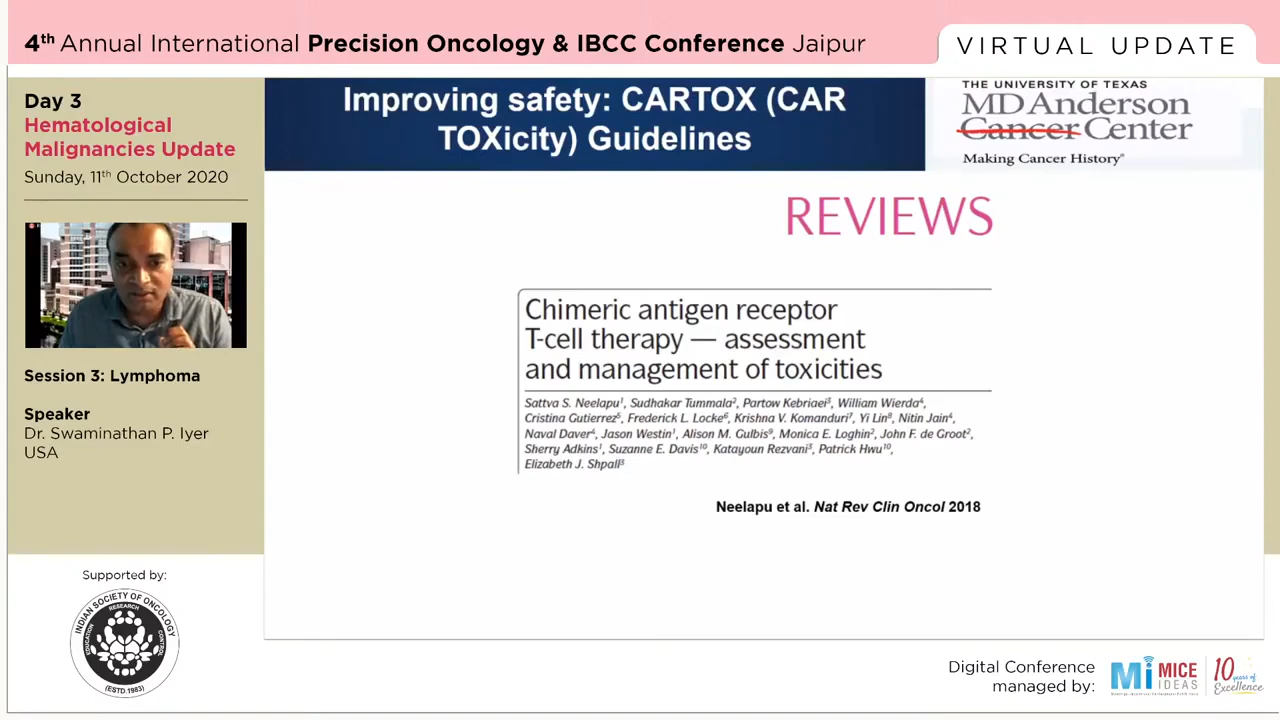 4th Annual International Precision Oncology & IBCC Conference Jaipur
VIRTUAL UPDATE
Day 3
Hematological
Malignancies Update
Sunday, 11th October 2020
Session 3: Lymphoma
Speaker
Dr. Swaminathan P. Iyer
USA
Supported by:
INDIAN SOCIETY OF ONCOLOGY
EDUCATION
RESEARCH
CONTROL
(ESTD.1983)
Improving safety: CARTOX (CAR
TOXicity) Guidelines
THE UNIVERSITY OF TEXAS
MD Anderson
Cancer Center
Making Cancer History®
REVIEWS
Chimeric antigen receptor
T-cell therapy — assessment
and management of toxicities
Sattva S. Neelapu1, Sudhakar Tummala2, Partow Kebriaei3, William Wierda4,
Cristina Gutierrez5, Frederick L. Locke6, Krishna V. Komanduri7, Yi Lin8, Nitin Jain4,
Naval Daver4, Jason Westin1, Alison M. Gulbis9, Monica E. Loghin2, John F. de Groot2,
Sherry Adkins1, Suzanne E. Davis10, Katayoun Rezvani3, Patrick Hwu10,
Elizabeth J. Shpall3
Neelapu et al. Nat Rev Clin Oncol 2018
Digital Conference
managed by:
Mi MICE
IDEAS
10 years of
Excellence